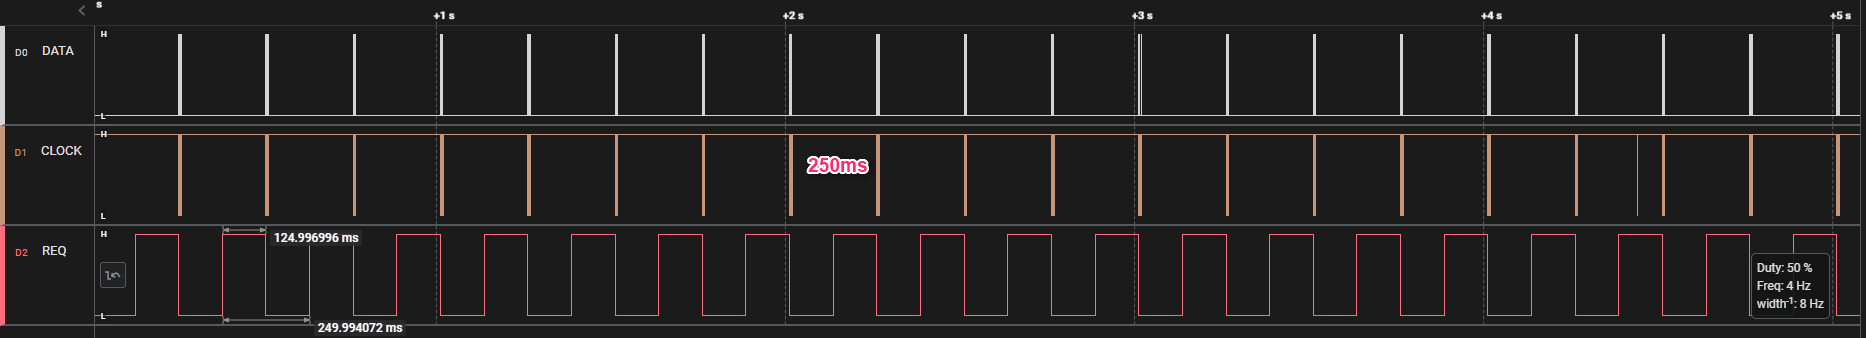 s
+1 s
+2 s
+3 s
+4 s
+5 s
D0 DATA
H
L
D1 CLOCK
H
L
250ms
D2 REQ
H
L
124.996996 ms
249.994072 ms
Duty: 50 %
Freq: 4 Hz
width-1: 8 Hz